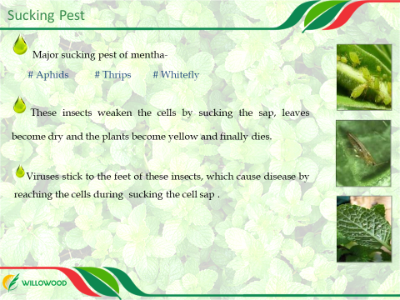 Sucking Pest
Major sucking pest of mentha-
# Aphids # Thrips # Whitefly
These insects weaken the cells by sucking the sap, leaves
become dry and the plants become yellow and finally dies.
Viruses stick to the feet of these insects, which cause disease by
reaching the cells during sucking the cell sap .
WILLOWOOD